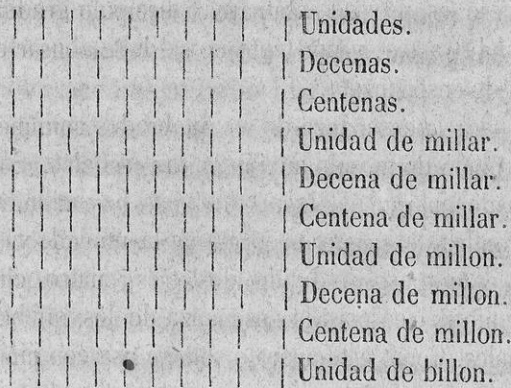 Unidades.
Decenas.
Centenas.
Unidad de millar.
Decena de millar.
Centena de millar.
Unidad de millon.
Decena de millon.
Centena de millon.
Unidad de billon.